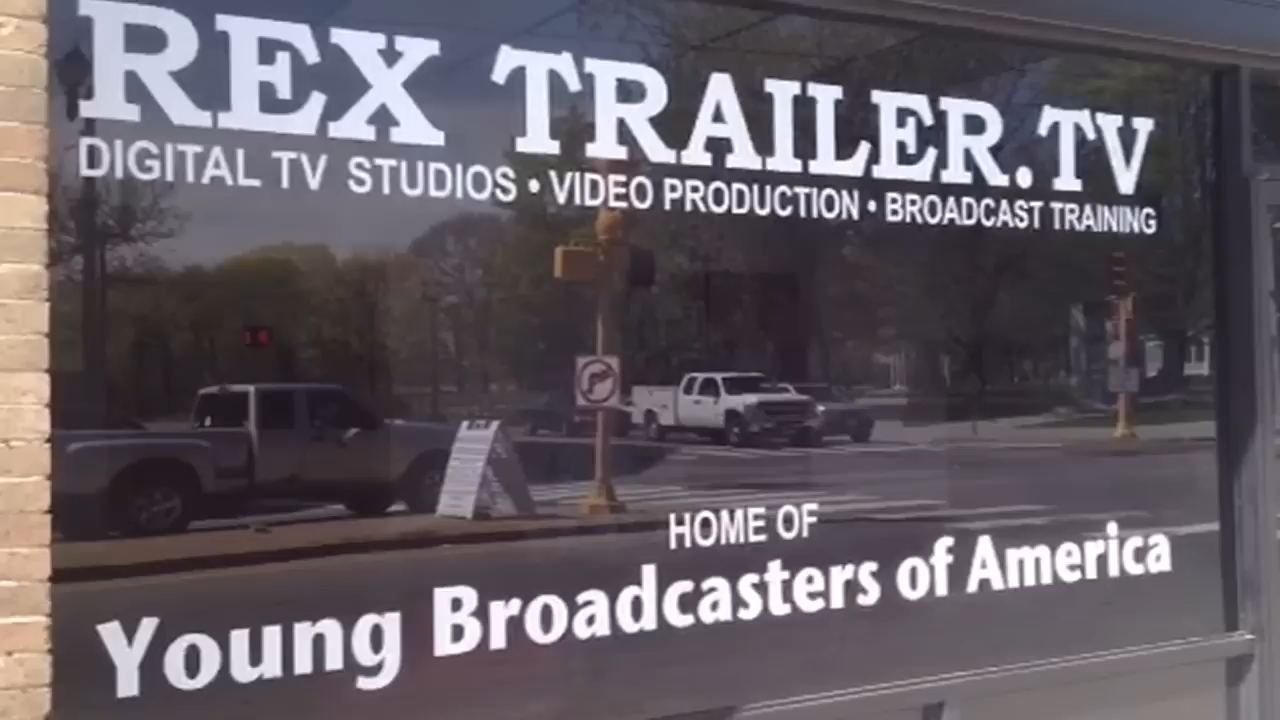 REX TRAILER.TV
DIGITAL TV STUDIOS • VIDEO PRODUCTION • BROADCAST TRAINING
HOME OF
Young Broadcasters of America